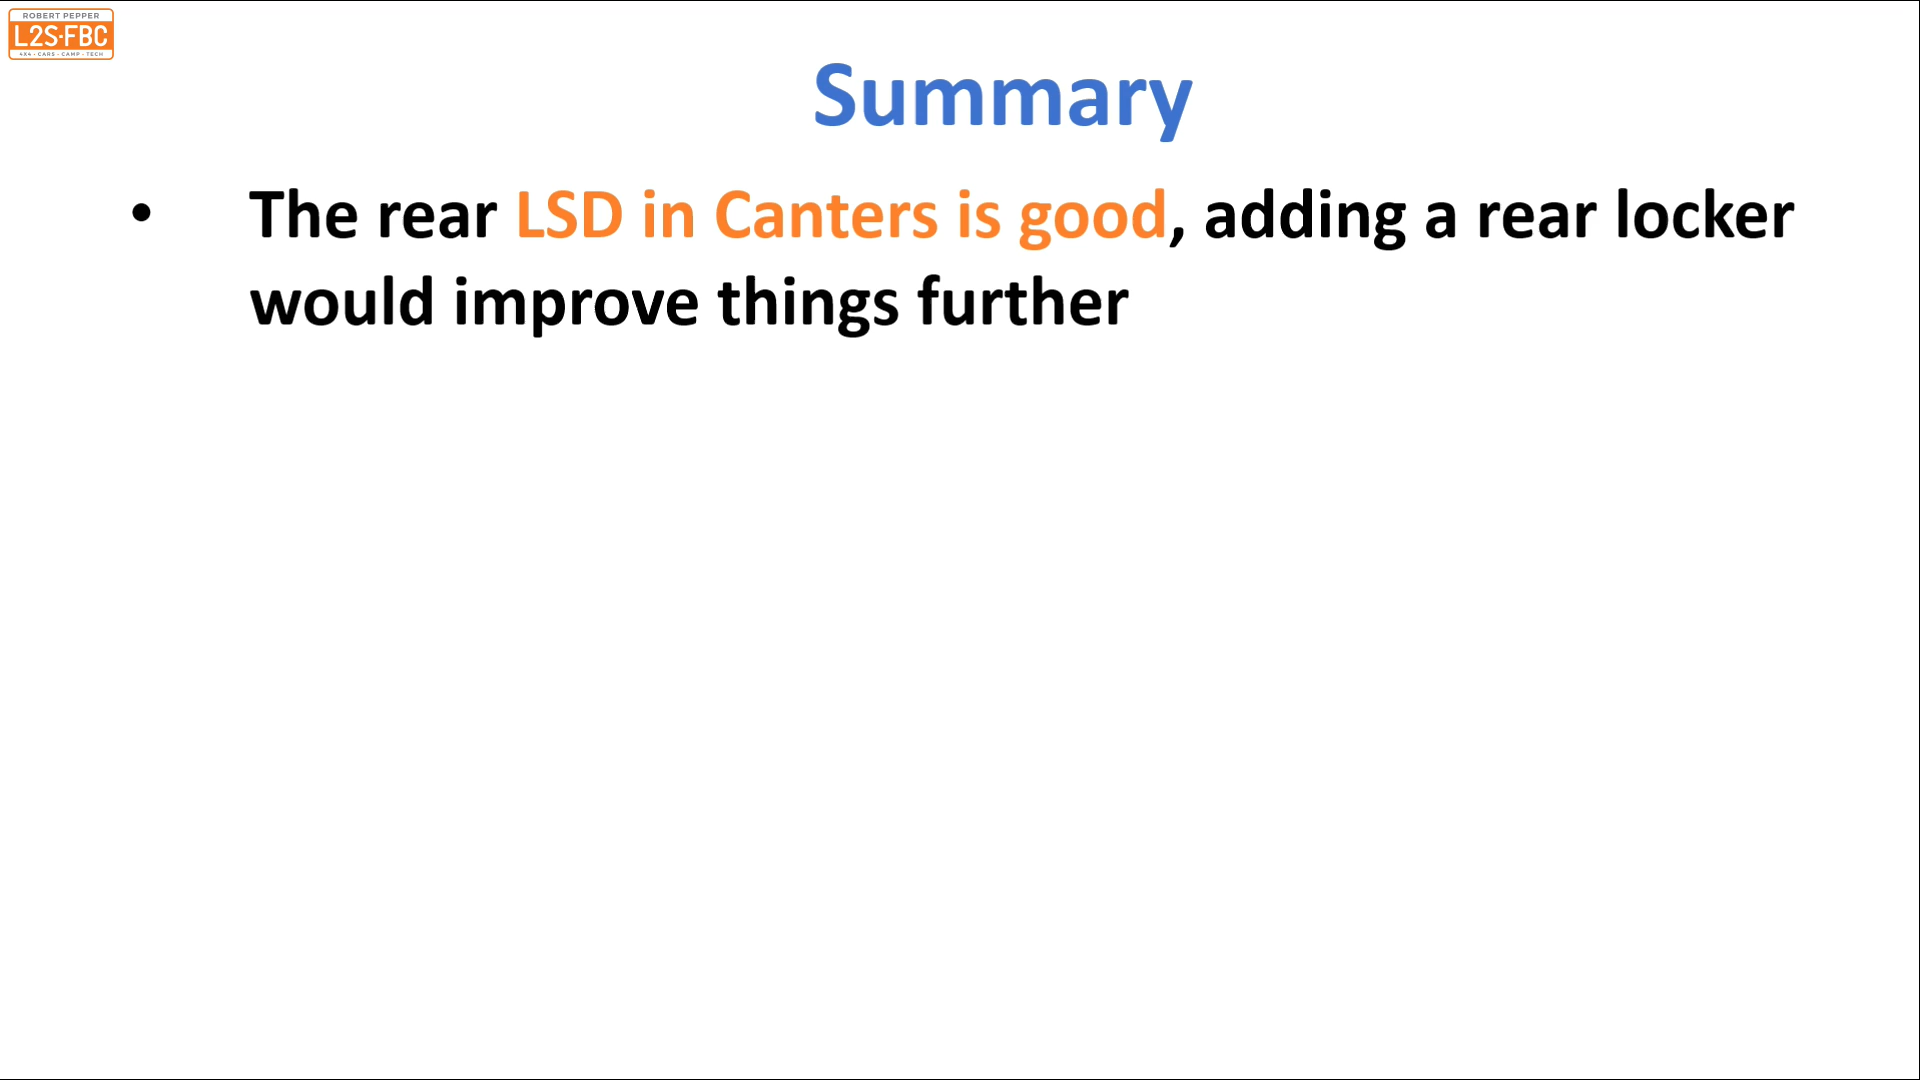 ROBERT PEPPER
L2S-FBC
4X4 - CARS - CAMP - TECH
Summary
• The rear LSD in Canters is good, adding a rear locker
would improve things further